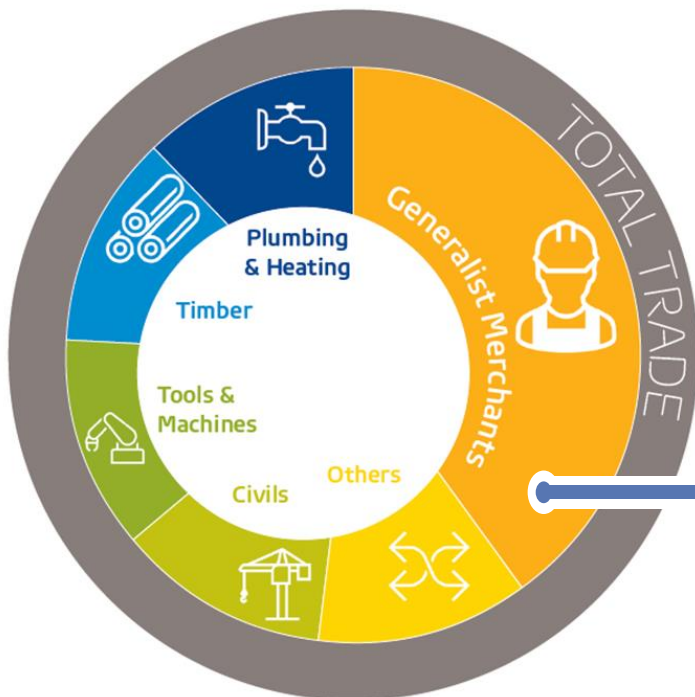 TOTAL TRADE
Generalist Merchants
Plumbing
& Heating
Timber
Tools &
Machines
Civils
Others